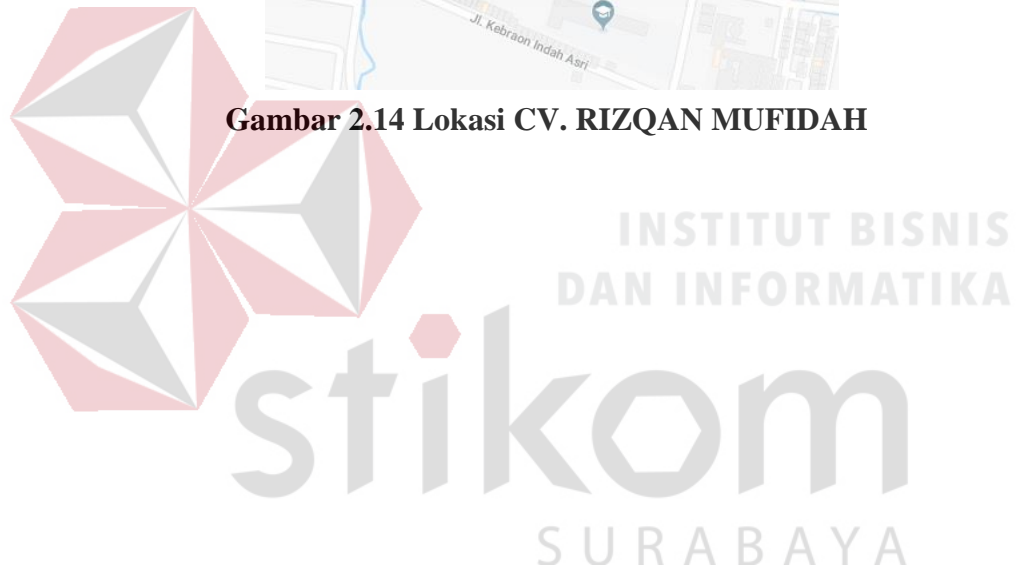 Jl. Kebraon Indah Asri
Gambar 2.14 Lokasi CV. RIZQAN MUFIDAH
INSTITUT BISNIS
DAN INFORMATIKA
stikom
SURABAYA